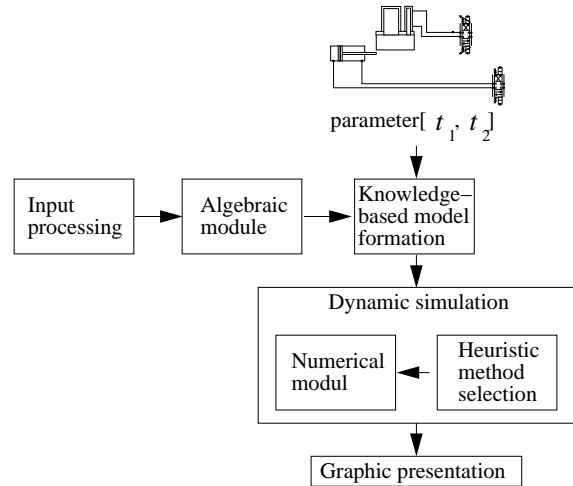 parameter[ t1, t2]
Input
processing
Algebraic
module
Knowledge–
based model
formation
Dynamic simulation
Numerical
modul
Heuristic
method
selection
Graphic presentation